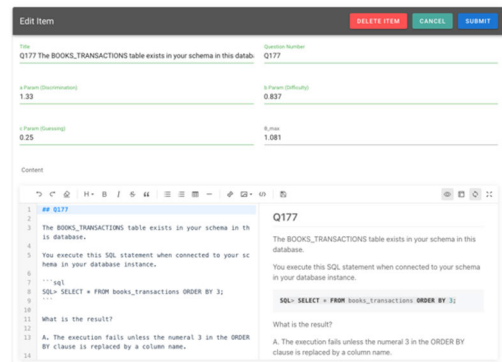 Edit Item
DELETE ITEM
CANCEL
SUBMIT
Title
Q177 The BOOKS_TRANSACTIONS table exists in your schema in this datab
Question Number
Q177
a Param (Discrimination)
1.33
b Param (Difficulty)
0.837
c Param (Guessing)
0.25
B_max
1.081
Content
H B I S “
1 ## Q177
2
3 The BOOKS_TRANSACTIONS table exists in your schema in th
is database.
4
5 You execute this SQL statement when connected to your sc
hema in your database instance.
6
7 ```sql
8 SQL> SELECT * FROM books_transactions ORDER BY 3;
9 ```
10
11 What is the result?
12
13 A. The execution fails unless the numeral 3 in the ORDER
BY clause is replaced by a column name.
14
Q177
The BOOKS_TRANSACTIONS table exists in your schema in this
database.
You execute this SQL statement when connected to your schema
in your database instance.
SQL> SELECT * FROM books_transactions ORDER BY 3;
What is the result?
A. The execution fails unless the numeral 3 in the ORDER BY
clause is replaced by a column name.